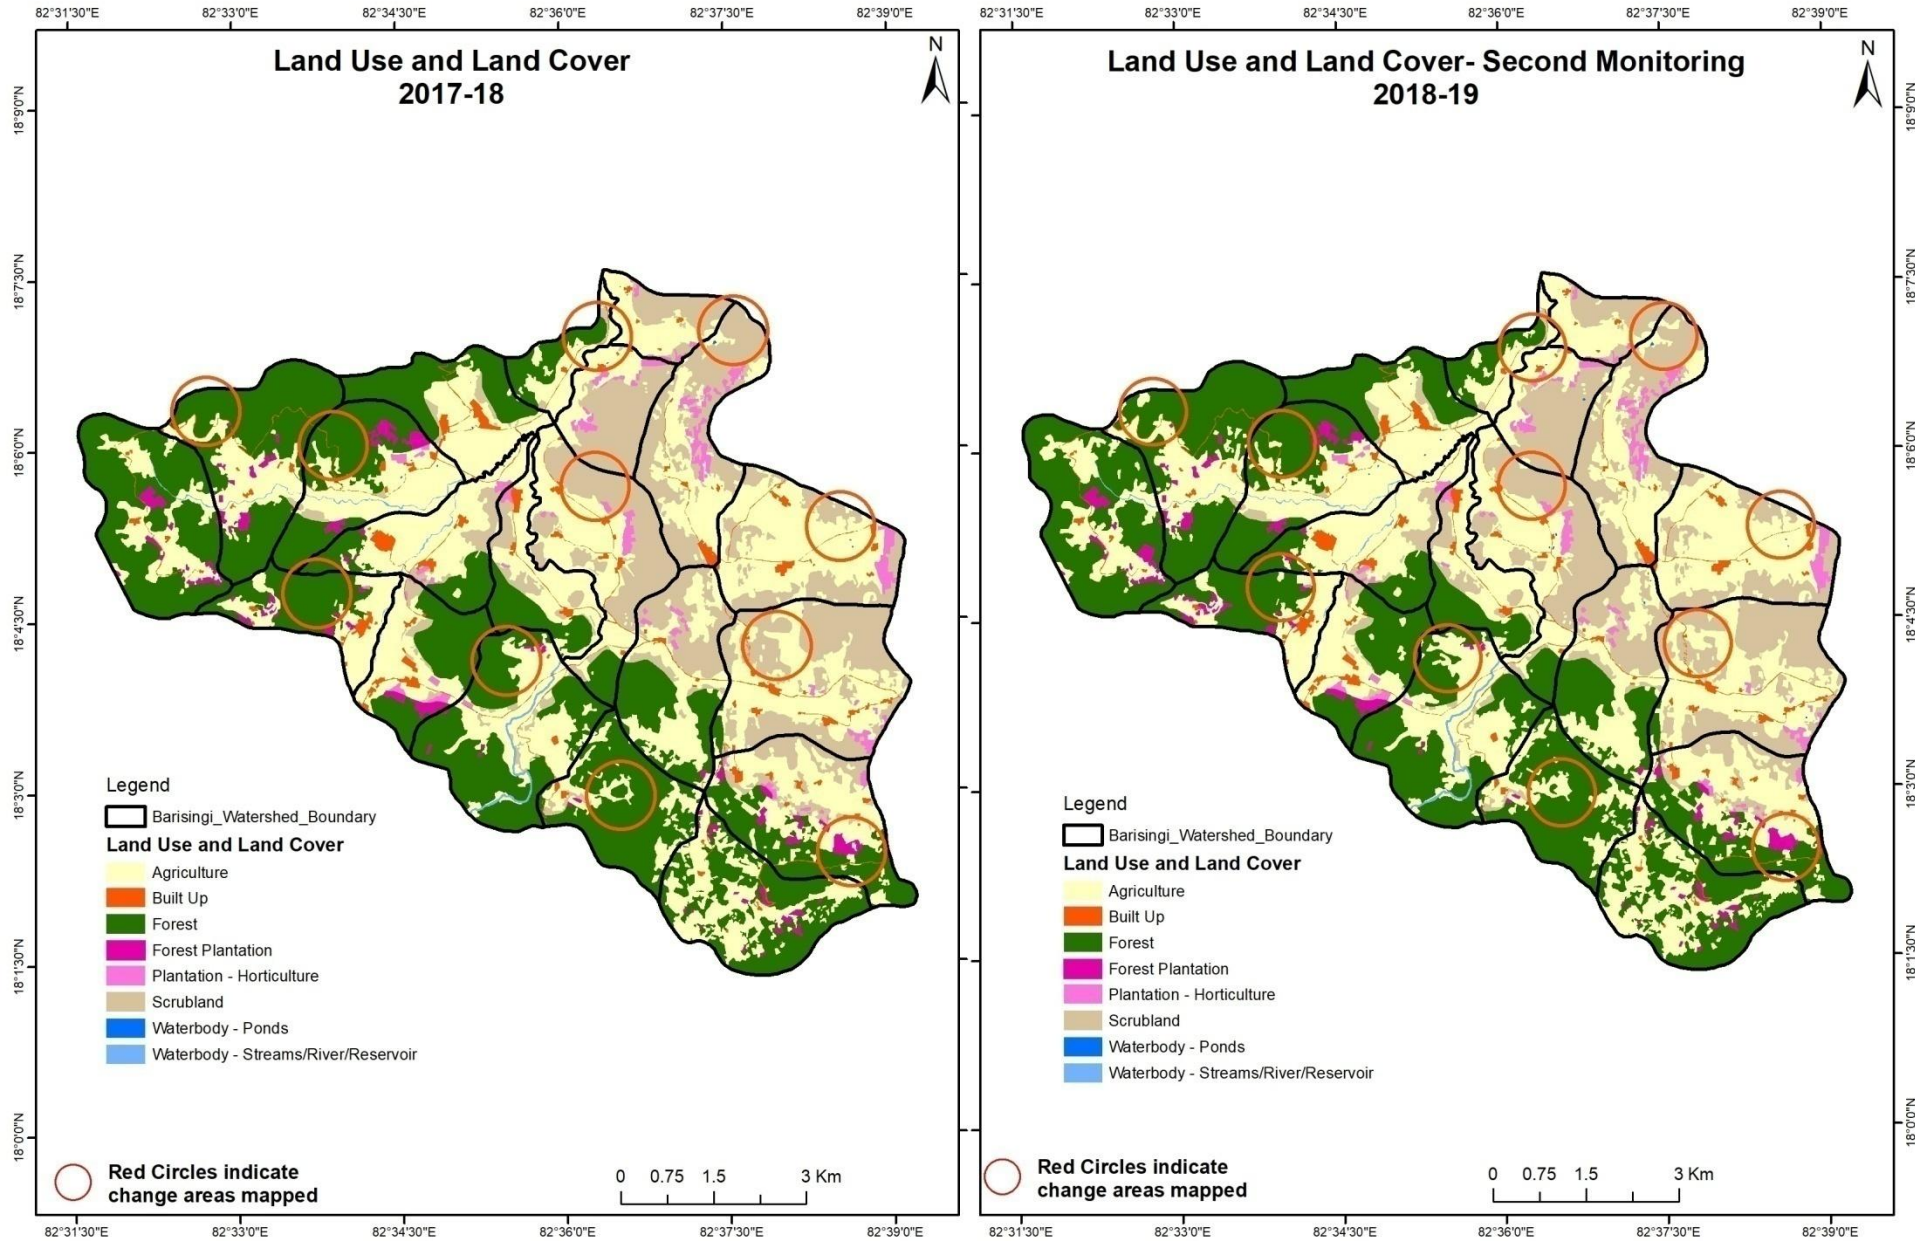 82°31'30"E 82°33'0"E 82°34'30"E 82°36'0"E 82°37'30"E 82°39'0"E
Land Use and Land Cover
2017-18
N
18°9'0"N
18°7'30"N
18°6'0"N
18°4'30"N
18°3'0"N
18°1'30"N
18°0'0"N
Legend
Barisingi_Watershed_Boundary
Land Use and Land Cover
Agriculture
Built Up
Forest
Forest Plantation
Plantation - Horticulture
Scrubland
Waterbody - Ponds
Waterbody - Streams/River/Reservoir
Red Circles indicate
change areas mapped
0 0.75 1.5 3 Km
82°31'30"E 82°33'0"E 82°34'30"E 82°36'0"E 82°37'30"E 82°39'0"E
82°31'30"E 82°33'0"E 82°34'30"E 82°36'0"E 82°37'30"E 82°39'0"E
Land Use and Land Cover- Second Monitoring
2018-19
N
18°9'0"N
18°7'30"N
18°6'0"N
18°4'30"N
18°3'0"N
18°1'30"N
18°0'0"N
Legend
Barisingi_Watershed_Boundary
Land Use and Land Cover
Agriculture
Built Up
Forest
Forest Plantation
Plantation - Horticulture
Scrubland
Waterbody - Ponds
Waterbody - Streams/River/Reservoir
Red Circles indicate
change areas mapped
0 0.75 1.5 3 Km
82°31'30"E 82°33'0"E 82°34'30"E 82°36'0"E 82°37'30"E 82°39'0"E